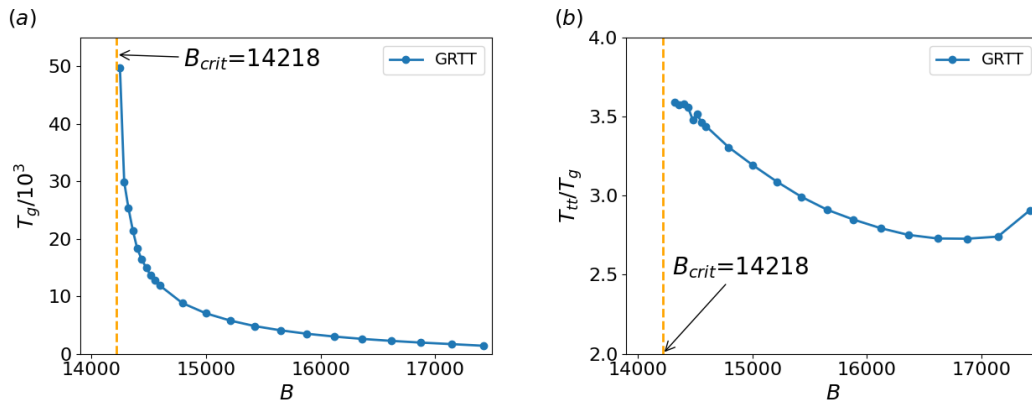 (a)
B_crit=14218
GRTT
T_g/10^3
50
40
30
20
10
0
14000 15000 16000 17000
B
(b)
GRTT
T_tt/T_g
4.0
3.5
3.0
2.5
2.0
B_crit=14218
14000 15000 16000 17000
B